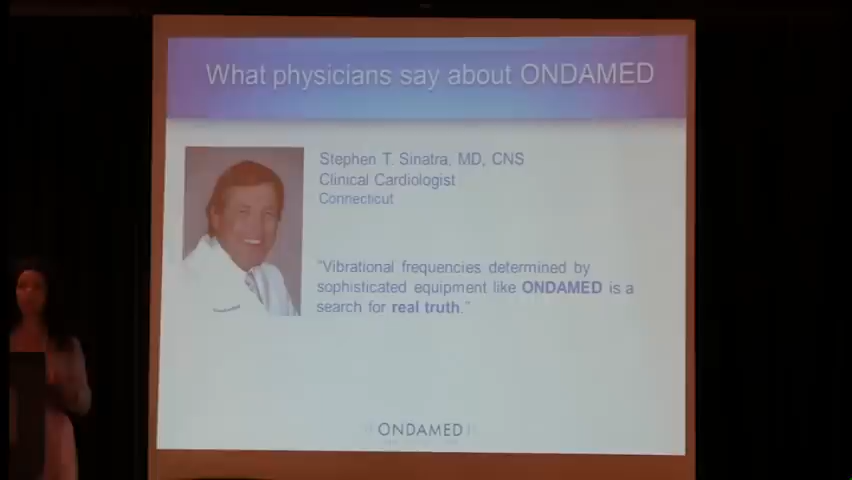 What physicians say about ONDAMED
Stephen T. Sinatra, MD, CNS
Clinical Cardiologist
Connecticut
"Vibrational frequencies determined by
sophisticated equipment like ONDAMED is a
search for real truth."
ONDAMED